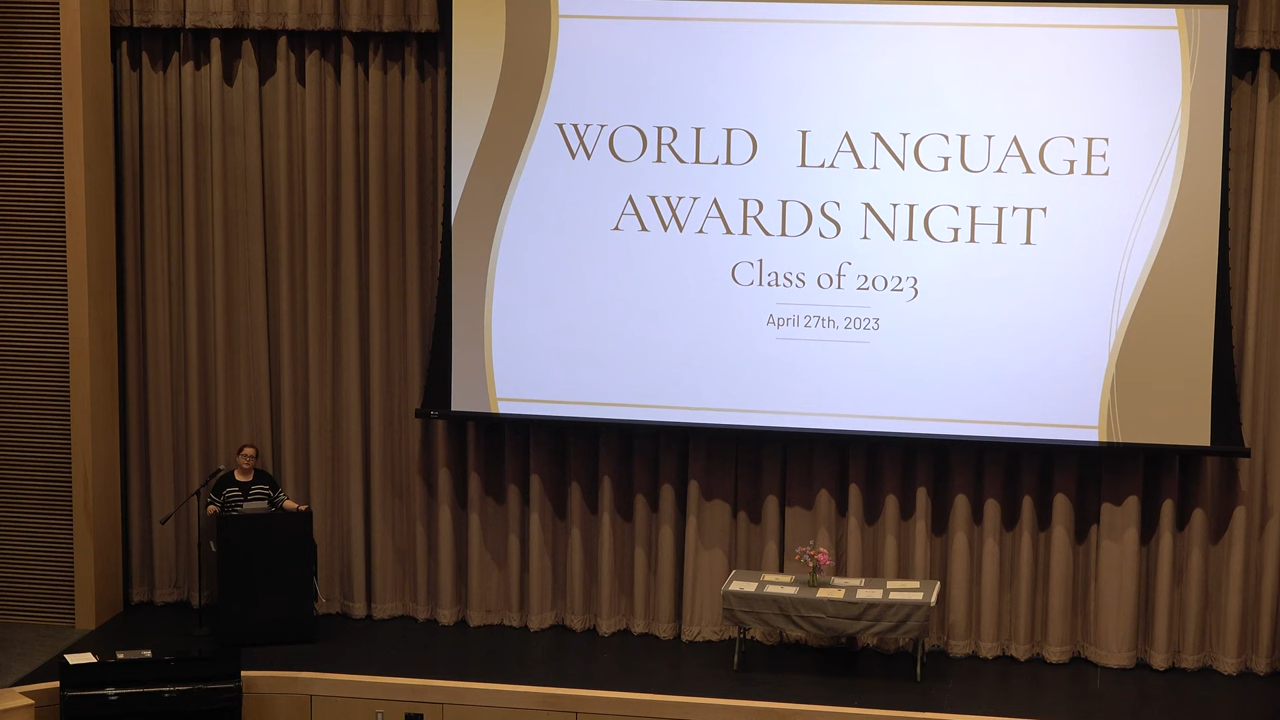 WORLD LANGUAGE
AWARDS NIGHT
Class of 2023
April 27th, 2023